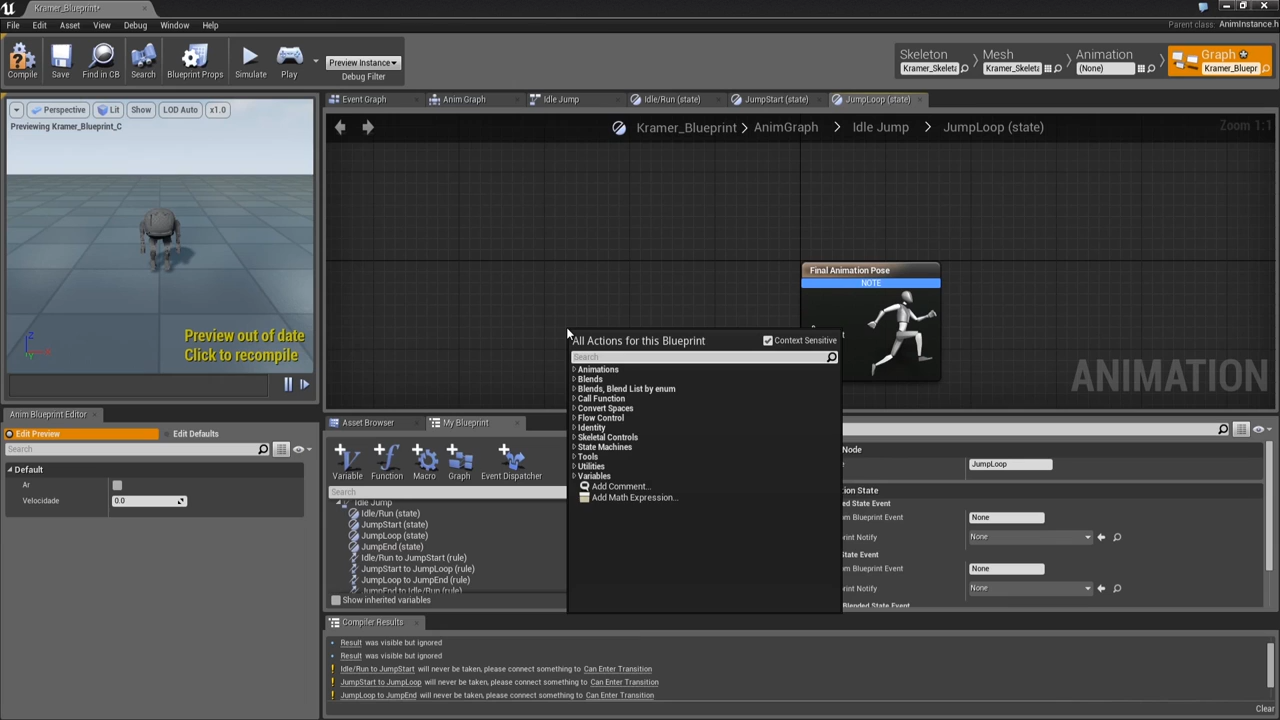 Kramer_Blueprint*
File Edit Asset View Debug Window Help
Parent class: AnimInstance.h
Compile Save Find in CB Search Blueprint Props Simulate Play
Preview Instance
Debug Filter
Skeleton Mesh Animation Graph
Kramer_Skeleta Kramer_Skeleta (None) Kramer_Bluepr
Perspective Lit Show LOD Auto x1.0
Previewing Kramer_Blueprint_C
Preview out of date
Click to recompile
Event Graph Anim Graph Idle Jump Idle/Run (state) JumpStart (state) JumpLoop (state)
Kramer_Blueprint > AnimGraph > Idle Jump > JumpLoop (state)
Zoom 1:1
Final Animation Pose
NOTE
ANIMATION
All Actions for this Blueprint
Context Sensitive
Search
Animations
Blends
Blends, Blend List by enum
Call Function
Convert Spaces
Flow Control
Identity
Skeletal Controls
State Machines
Tools
Utilities
Variables
Add Comment...
Add Math Expression...
Anim Blueprint Editor
Edit Preview Edit Defaults
Search
Default
Ar
Velocidade 0.0
Asset Browser My Blueprint
Variable Function Macro Graph Event Dispatcher
Search
Idle Jump
Idle/Run (state)
JumpStart (state)
JumpLoop (state)
JumpEnd (state)
Idle/Run to JumpStart (rule)
JumpStart to JumpLoop (rule)
JumpLoop to JumpEnd (rule)
JumpEnd to Idle/Run (rule)
Show inherited variables
Node
JumpLoop
on State
ed State Event
m Blueprint Event None
rint Notify None
State Event
m Blueprint Event None
rint Notify None
Blended State Event
Compiler Results
Result was visible but ignored
Result was visible but ignored
Idle/Run to JumpStart will never be taken, please connect something to Can Enter Transition
JumpStart to JumpLoop will never be taken, please connect something to Can Enter Transition
JumpLoop to JumpEnd will never be taken, please connect something to Can Enter Transition
Clear